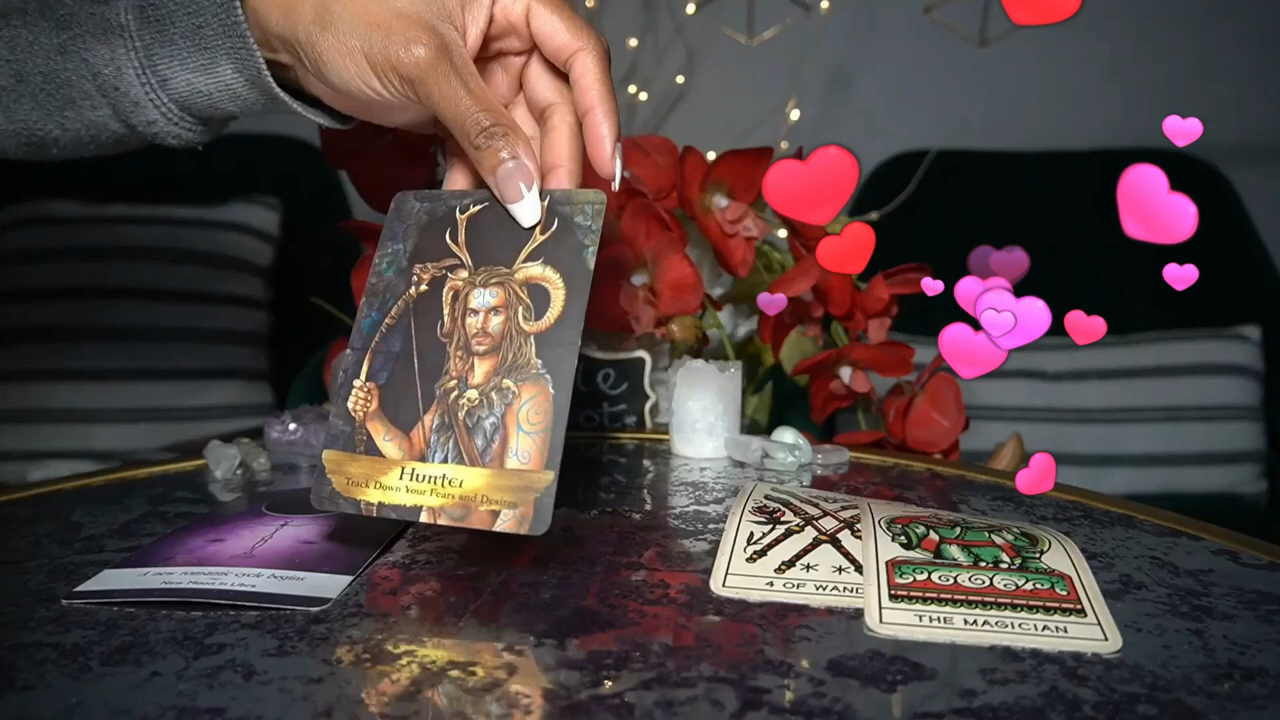 Hunter
Track Down Your Fears and Desires
A new romantic cycle begins
New Moon in Libra
4 OF WAND
THE MAGICIAN